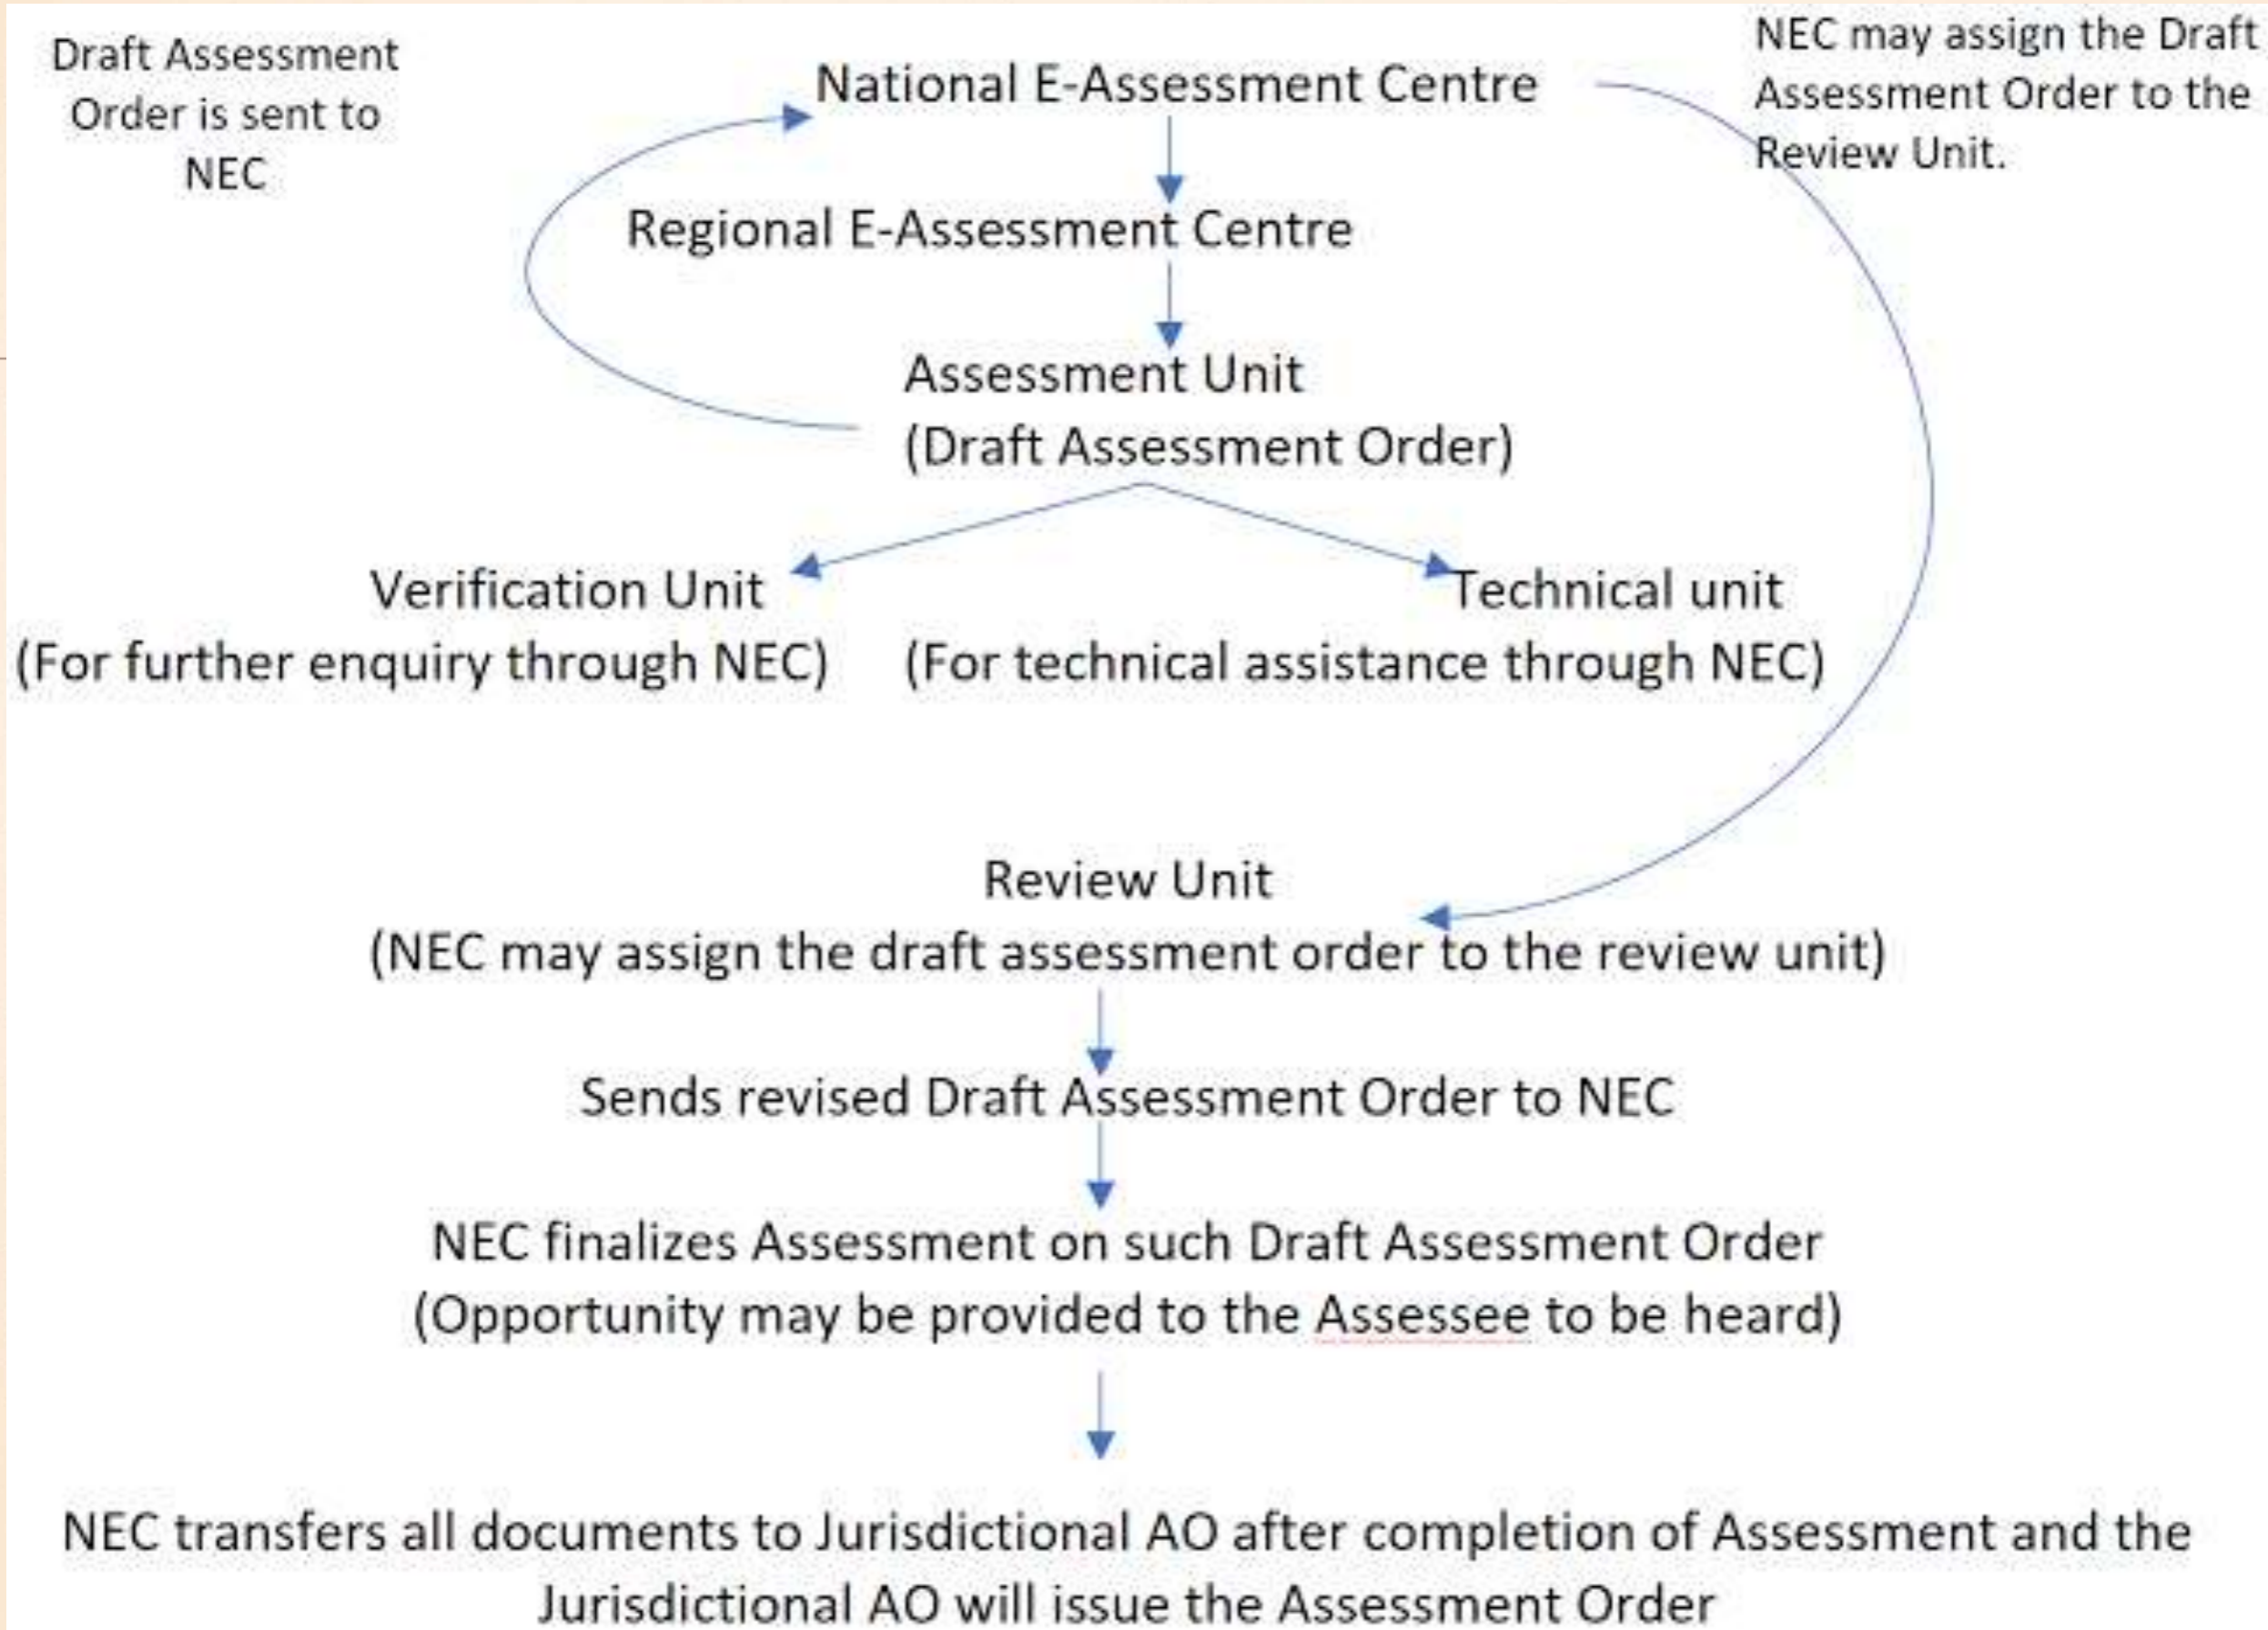 Draft Assessment
Order is sent to
NEC
National E-Assessment Centre
NEC may assign the Draft
Assessment Order to the
Review Unit.
Regional E-Assessment Centre
Assessment Unit
(Draft Assessment Order)
Verification Unit
(For further enquiry through NEC)
Technical unit
(For technical assistance through NEC)
Review Unit
(NEC may assign the draft assessment order to the review unit)
Sends revised Draft Assessment Order to NEC
NEC finalizes Assessment on such Draft Assessment Order
(Opportunity may be provided to the Assessee to be heard)
NEC transfers all documents to Jurisdictional AO after completion of Assessment and the
Jurisdictional AO will issue the Assessment Order